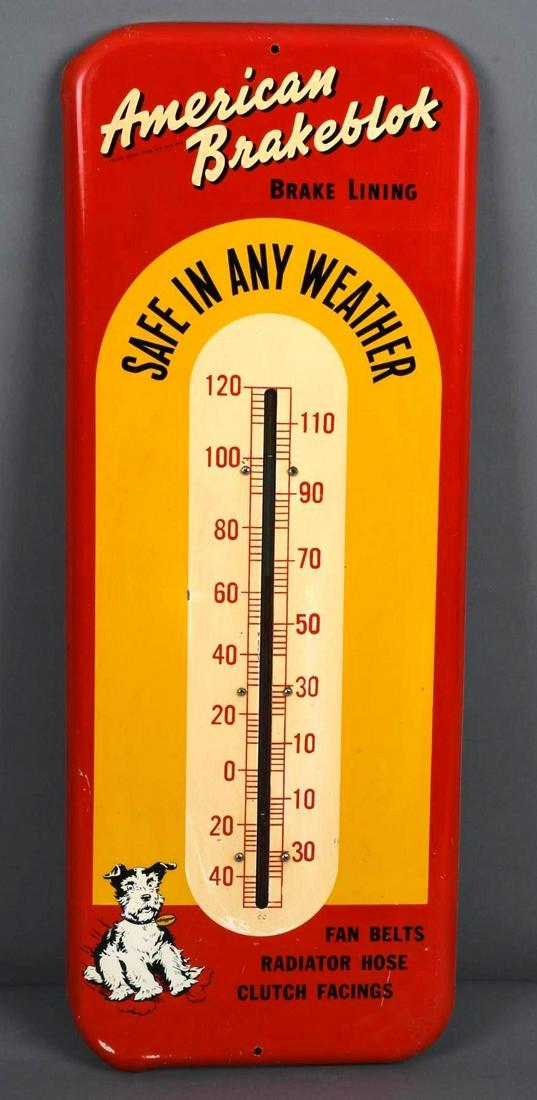 American
Brakeblok
BRAKE LINING
SAFE IN ANY WEATHER
120
110
100
90
80
70
60
50
40
30
20
10
0
10
20
30
40
FAN BELTS
RADIATOR HOSE
CLUTCH FACINGS